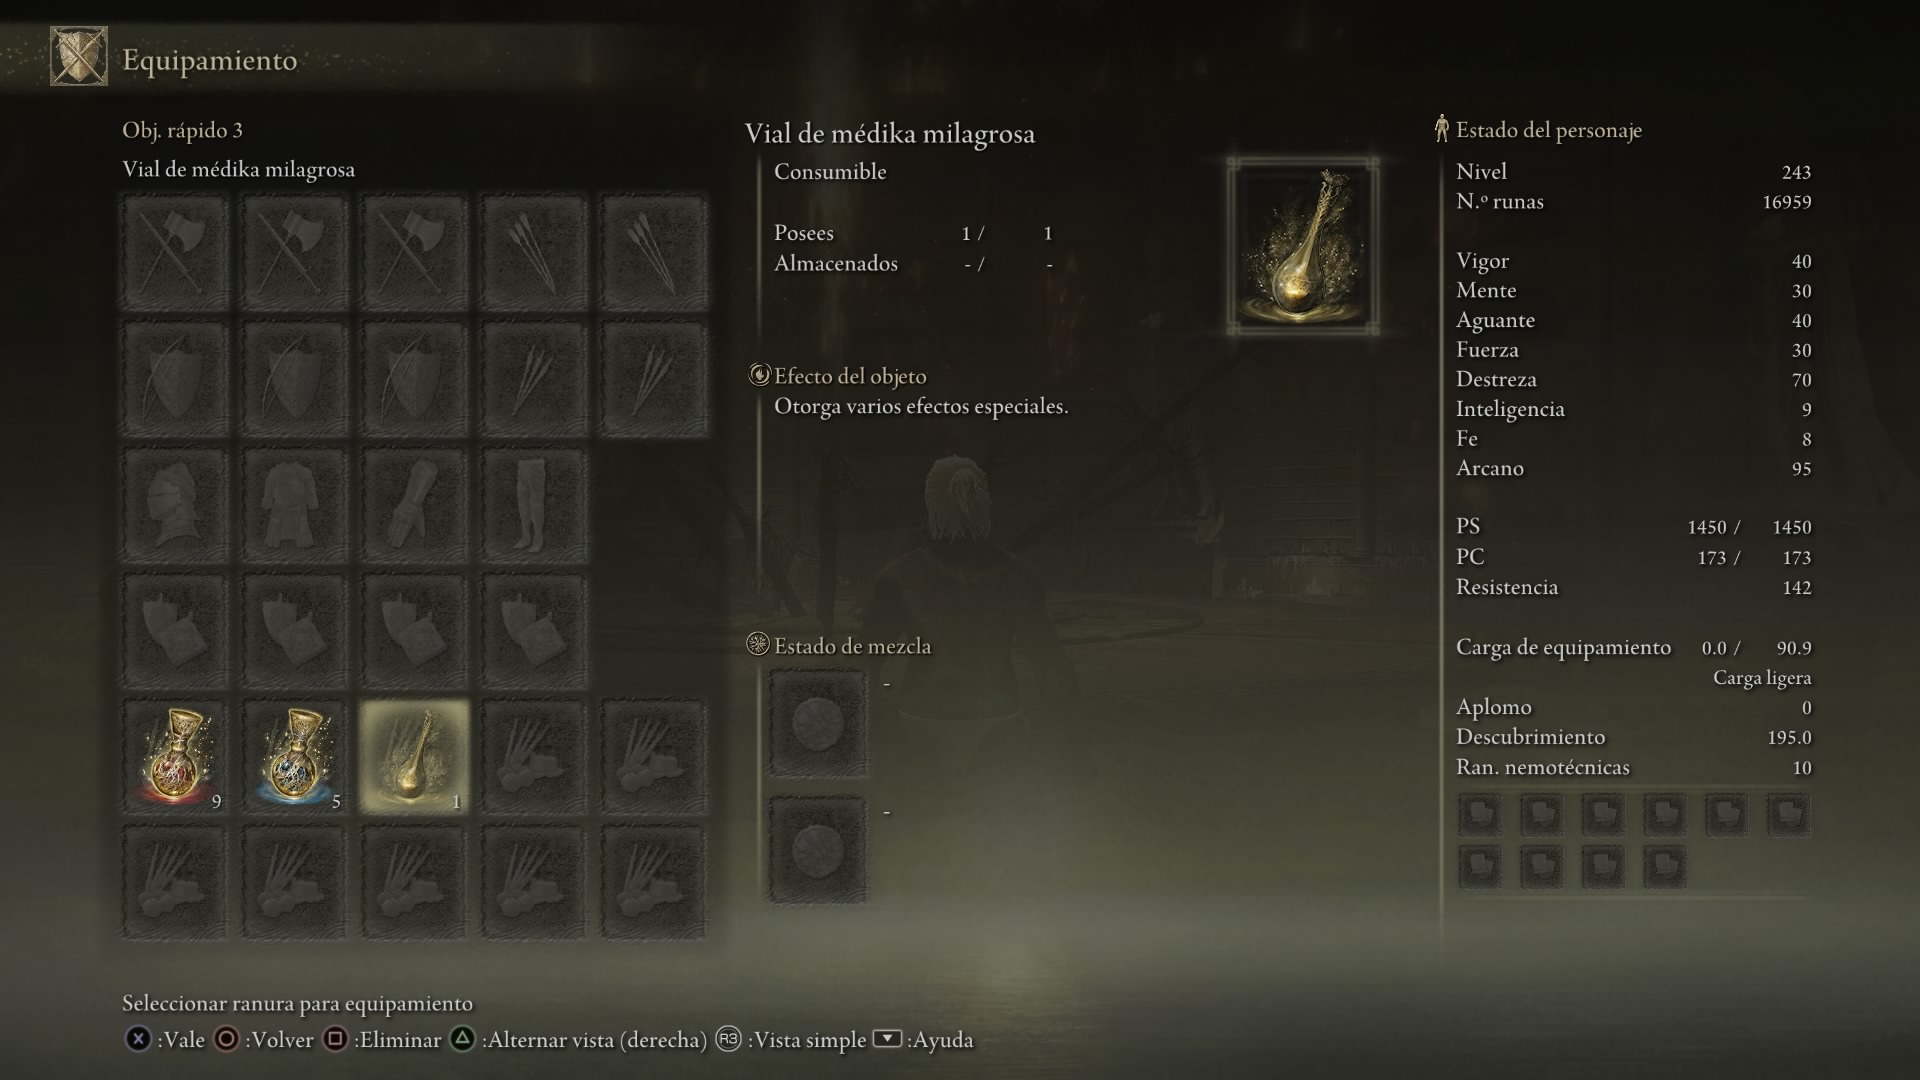 Equipamiento
Obj. rápido 3
Vial de médika milagrosa
9
5
1
Vial de médika milagrosa
Consumible
Posees 1 / 1
Almacenados - / -
Efecto del objeto
Otorga varios efectos especiales.
Estado de mezcla
-
-
Estado del personaje
Nivel 243
N.º runas 16959
Vigor 40
Mente 30
Aguante 40
Fuerza 30
Destreza 70
Inteligencia 9
Fe 8
Arcano 95
PS 1450 / 1450
PC 173 / 173
Resistencia 142
Carga de equipamiento 0.0 / 90.9
Carga ligera
Aplomo 0
Descubrimiento 195.0
Ran. nemotécnicas 10
Seleccionar ranura para equipamiento
:Vale :Volver :Eliminar :Alternar vista (derecha) R3 :Vista simple :Ayuda